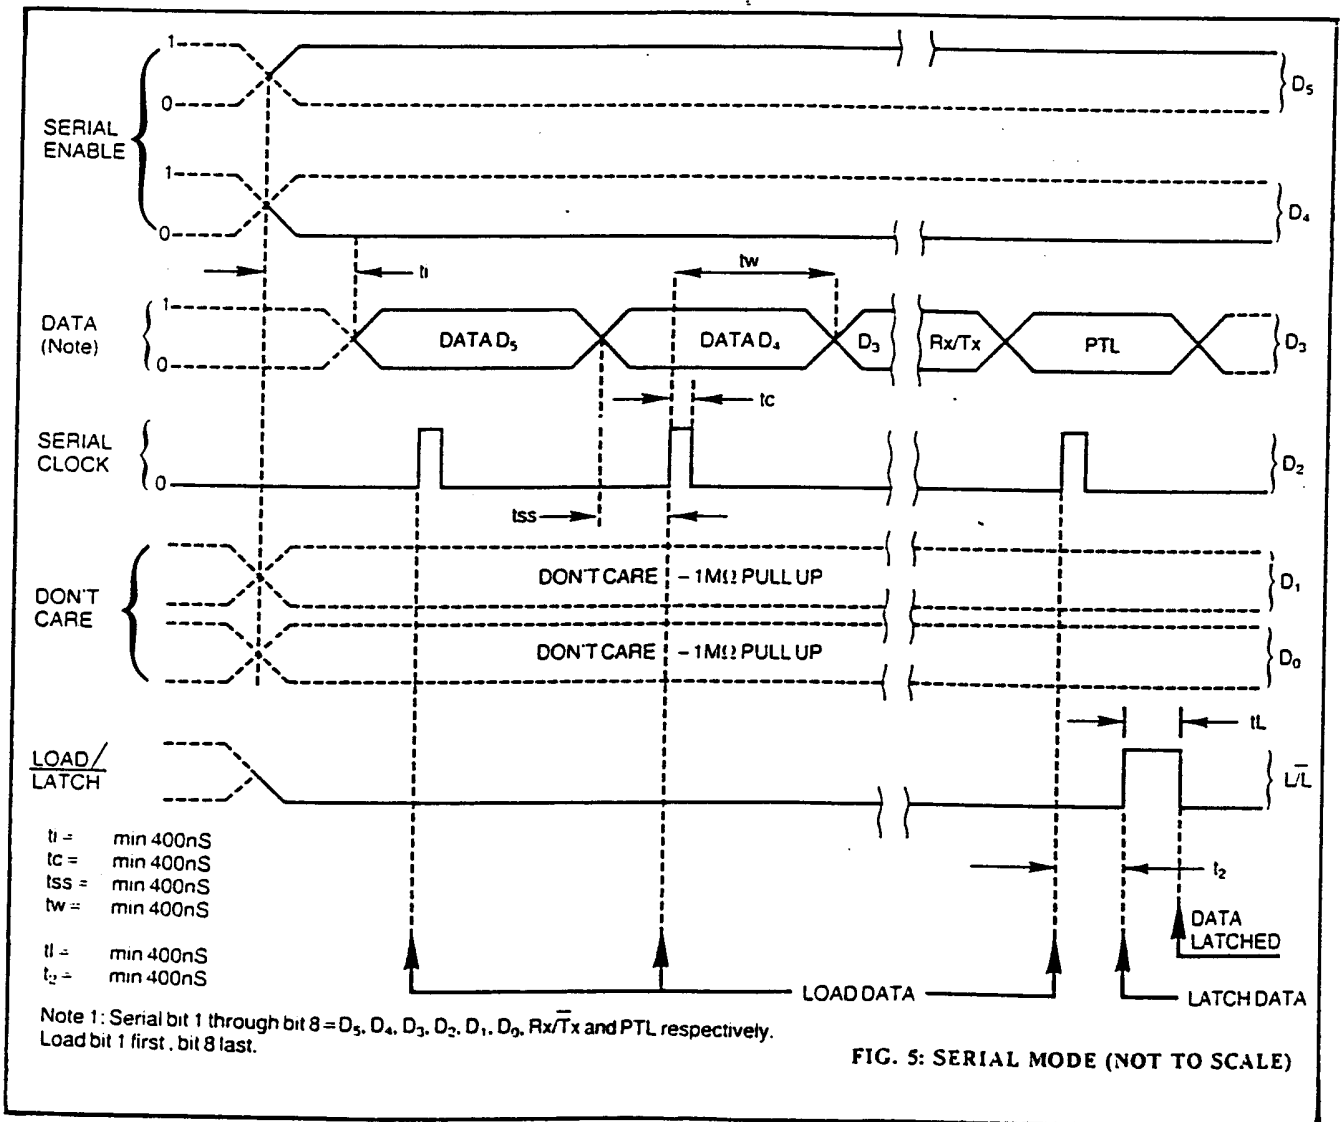 1
0
SERIAL
ENABLE
D₅
1
0
D₄
tı
tw
DATA
(Note)
1
0
DATA D₅
DATA D₄
D₃
Rx/Tx
PTL
D₃
tc
SERIAL
CLOCK
0
D₂
tss
DON'T
CARE
DON'T CARE - 1MΩ PULL UP
D₁
DON'T CARE - 1MΩ PULL UP
D₀
tL
LOAD/
LATCH
L/L̅
tı = min 400nS
tc = min 400nS
tss = min 400nS
tw = min 400nS
tl = min 400nS
t₂ = min 400nS
t₂
DATA
LATCHED
LOAD DATA
LATCH DATA
Note 1: Serial bit 1 through bit 8 = D₅, D₄, D₃, D₂, D₁, D₀, Rx/T̅x and PTL respectively.
Load bit 1 first, bit 8 last.
FIG. 5: SERIAL MODE (NOT TO SCALE)